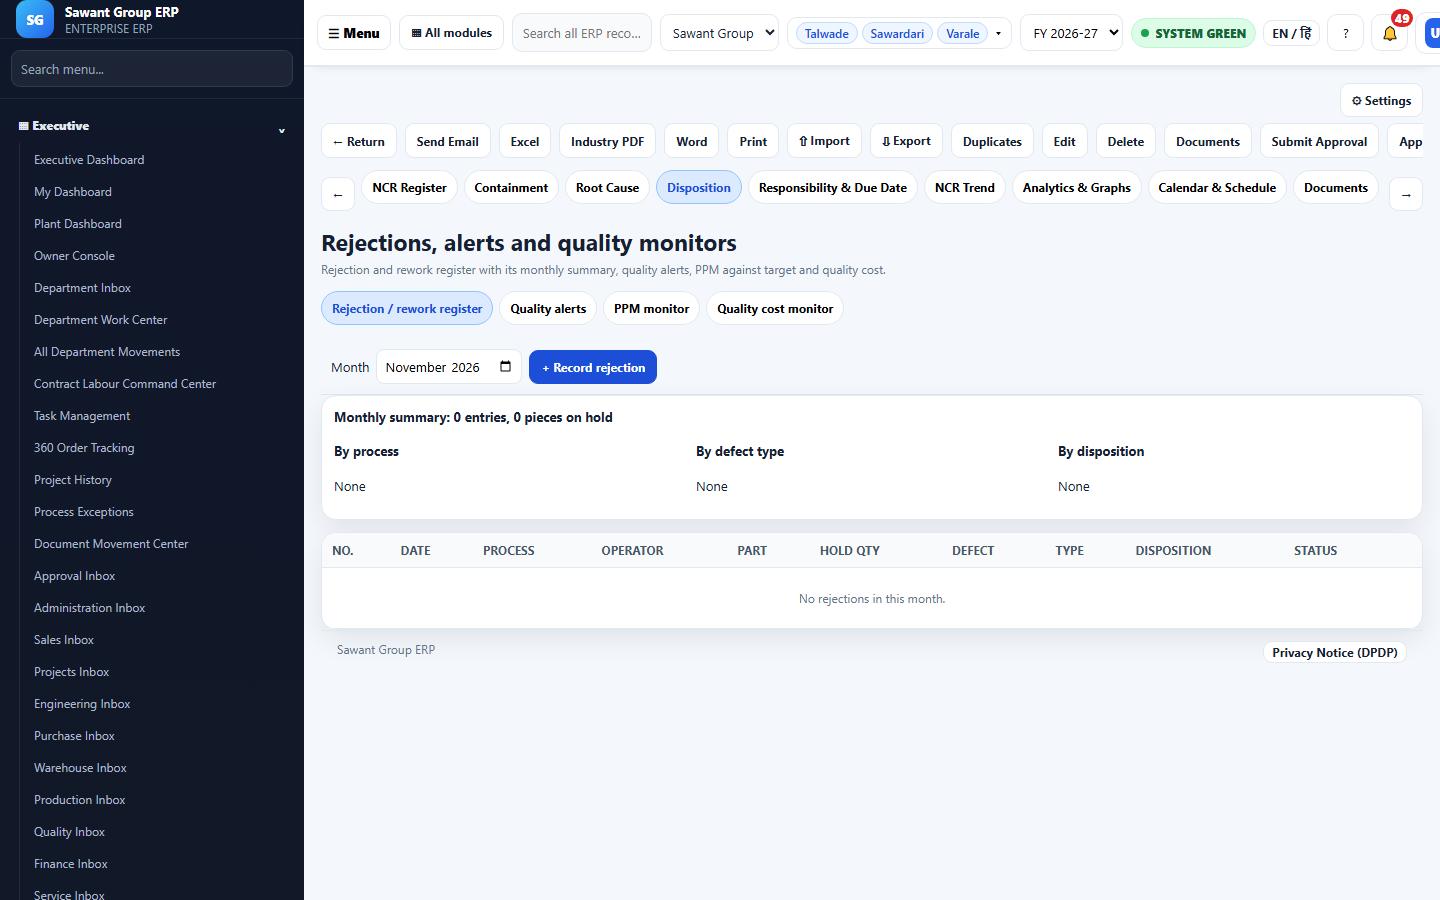 SG
Sawant Group ERP
ENTERPRISE ERP
Search menu...
Executive
Executive Dashboard
My Dashboard
Plant Dashboard
Owner Console
Department Inbox
Department Work Center
All Department Movements
Contract Labour Command Center
Task Management
360 Order Tracking
Project History
Process Exceptions
Document Movement Center
Approval Inbox
Administration Inbox
Sales Inbox
Projects Inbox
Engineering Inbox
Purchase Inbox
Warehouse Inbox
Production Inbox
Quality Inbox
Finance Inbox
Service Inbox
☰ Menu All modules Search all ERP reco... Sawant Group Talwade Sawardari Varale FY 2026-27 SYSTEM GREEN EN / हिं ? 49 U
⚙ Settings
← Return Send Email Excel Industry PDF Word Print ⇧ Import ⇩ Export Duplicates Edit Delete Documents Submit Approval App
← NCR Register Containment Root Cause Disposition Responsibility & Due Date NCR Trend Analytics & Graphs Calendar & Schedule Documents →
Rejections, alerts and quality monitors
Rejection and rework register with its monthly summary, quality alerts, PPM against target and quality cost.
Rejection / rework register Quality alerts PPM monitor Quality cost monitor
Month November 2026 + Record rejection
Monthly summary: 0 entries, 0 pieces on hold
By process By defect type By disposition
None None None
NO. DATE PROCESS OPERATOR PART HOLD QTY DEFECT TYPE DISPOSITION STATUS
No rejections in this month.
Sawant Group ERP Privacy Notice (DPDP)